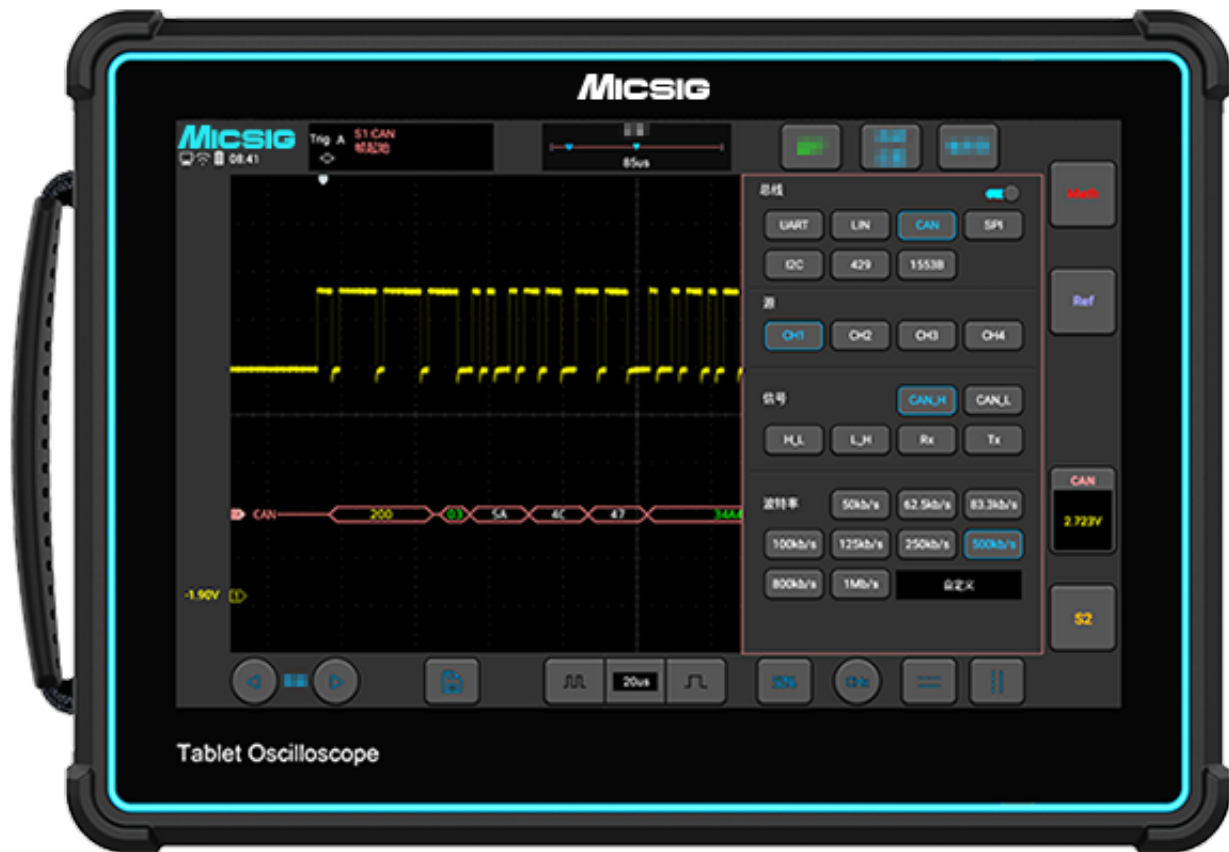 MICSIG
MICSIG
Trig A S1:CAN
帧起始
08:41
85us
总线
UART LIN CAN SPI
I2C 429 1553B
源
CH1 CH2 CH3 CH4
信号 CAN_H CAN_L
H_L L_H Rx Tx
波特率 50kb/s 62.5kb/s 83.3kb/s
100kb/s 125kb/s 250kb/s 500kb/s
800kb/s 1Mb/s 自定义
Math
Ref
CAN
2.723V
S2
CAN 200 03 5A 4C 47 34A4
-1.90V 1
20us
Tablet Oscilloscope